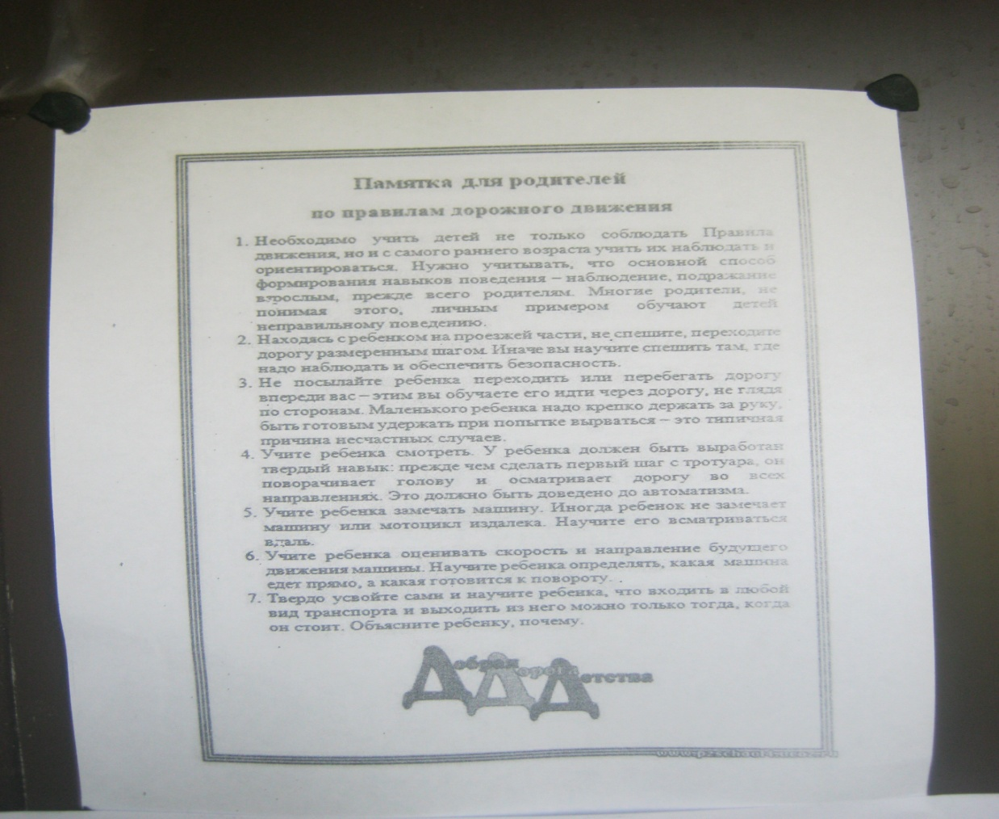 Памятка для родителей
по правилам дорожного движения
1. Необходимо учить детей не только соблюдать Правила
движения, но и с самого раннего возраста учить их наблюдать и
ориентироваться. Нужно учитывать, что основной способ
формирования навыков поведения – наблюдение, подражание
взрослым, прежде всего родителям. Многие родители, не
понимая этого, личным примером обучают детей
неправильному поведению.
2. Находясь с ребенком на проезжей части, не спешите, переходите
дорогу размеренным шагом. Иначе вы научите спешить там, где
надо наблюдать и обеспечить безопасность.
3. Не посылайте ребенка переходить или перебегать дорогу
впереди вас – этим вы обучаете его идти через дорогу, не глядя
по сторонам. Маленького ребенка надо крепко держать за руку,
быть готовым удержать при попытке вырваться – это типичная
причина несчастных случаев.
4. Учите ребенка смотреть. У ребенка должен быть выработан
твердый навык: прежде чем сделать первый шаг с тротуара, он
поворачивает голову и осматривает дорогу во всех
направлениях. Это должно быть доведено до автоматизма.
5. Учите ребенка замечать машину. Иногда ребенок не замечает
машину или мотоцикл издалека. Научите его всматриваться
вдаль.
6. Учите ребенка оценивать скорость и направление будущего
движения машины. Научите ребенка определять, какая машина
едет прямо, а какая готовится к повороту. .
7. Твердо усвойте сами и научите ребенка, что входить в любой
вид транспорта и выходить из него можно только тогда, когда
он стоит. Объясните ребенку, почему.
Добрая Дорога Детства